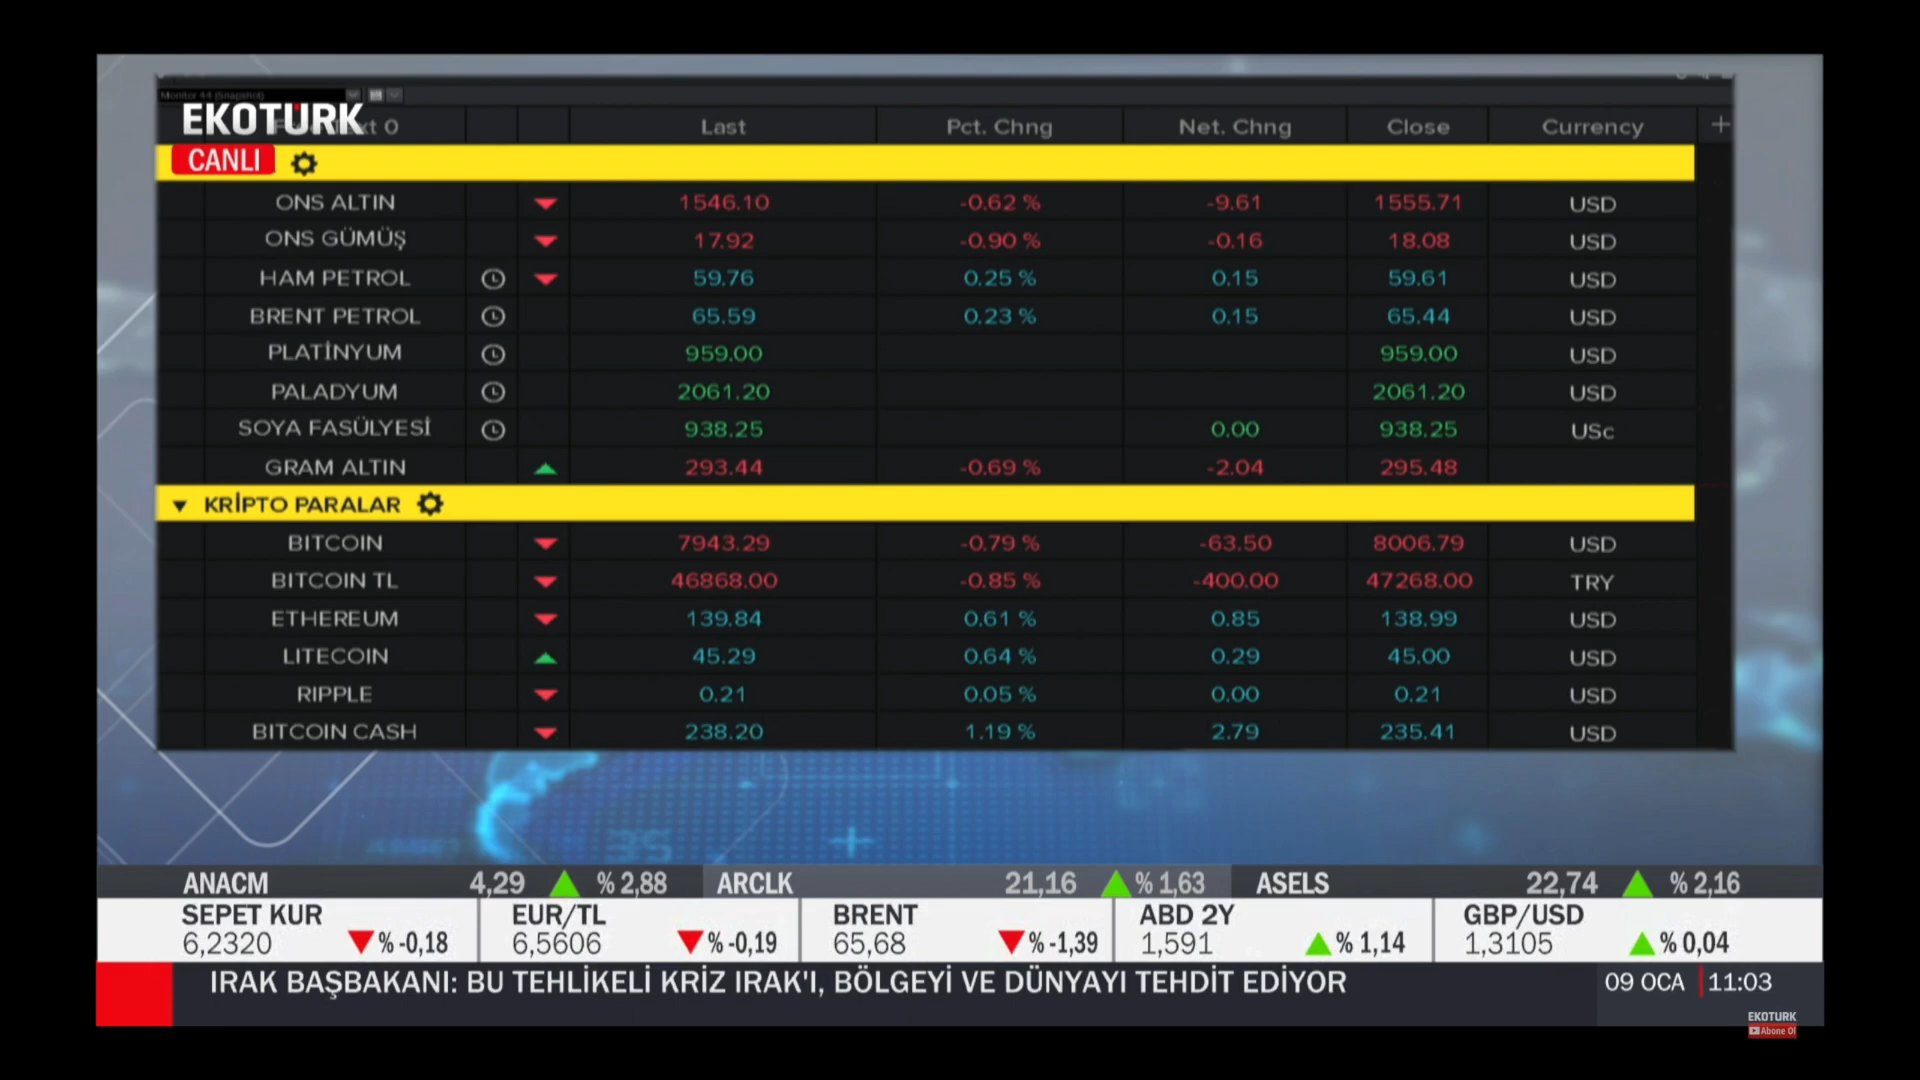 Monitor 44 (Snapshot)
EKOTÜRK
Last Pct. Chng Net. Chng Close Currency +
CANLI
ONS ALTIN 1546.10 -0.62 % -9.61 1555.71 USD
ONS GÜMÜŞ 17.92 -0.90 % -0.16 18.08 USD
HAM PETROL 59.76 0.25 % 0.15 59.61 USD
BRENT PETROL 65.59 0.23 % 0.15 65.44 USD
PLATİNYUM 959.00 959.00 USD
PALADYUM 2061.20 2061.20 USD
SOYA FASÜLYESİ 938.25 0.00 938.25 USc
GRAM ALTIN 293.44 -0.69 % -2.04 295.48
KRİPTO PARALAR
BITCOIN 7943.29 -0.79 % -63.50 8006.79 USD
BITCOIN TL 46868.00 -0.85 % -400.00 47268.00 TRY
ETHEREUM 139.84 0.61 % 0.85 138.99 USD
LITECOIN 45.29 0.64 % 0.29 45.00 USD
RIPPLE 0.21 0.05 % 0.00 0.21 USD
BITCOIN CASH 238.20 1.19 % 2.79 235.41 USD
ANACM 4,29 % 2,88 ARCLK 21,16 % 1,63 ASELS 22,74 % 2,16
SEPET KUR EUR/TL BRENT ABD 2Y GBP/USD
6,2320 % -0,18 6,5606 % -0,19 65,68 % -1,39 1,591 % 1,14 1,3105 % 0,04
IRAK BAŞBAKANI: BU TEHLİKELİ KRİZ IRAK'I, BÖLGEYİ VE DÜNYAYI TEHDİT EDİYOR 09 OCA 11:03
EKOTURK
Abone Ol